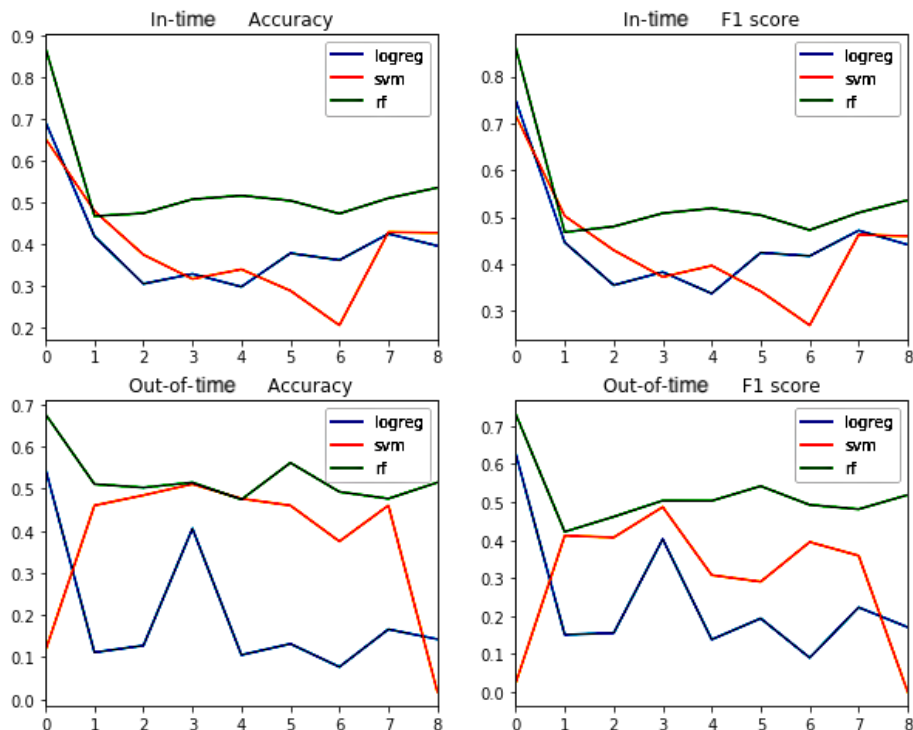 In-time Accuracy
0.9
0.8
0.7
0.6
0.5
0.4
0.3
0.2
logreg
svm
rf
0 1 2 3 4 5 6 7 8
In-time F1 score
0.8
0.7
0.6
0.5
0.4
0.3
logreg
svm
rf
0 1 2 3 4 5 6 7 8
Out-of-time Accuracy
0.7
0.6
0.5
0.4
0.3
0.2
0.1
0.0
logreg
svm
rf
0 1 2 3 4 5 6 7 8
Out-of-time F1 score
0.7
0.6
0.5
0.4
0.3
0.2
0.1
0.0
logreg
svm
rf
0 1 2 3 4 5 6 7 8